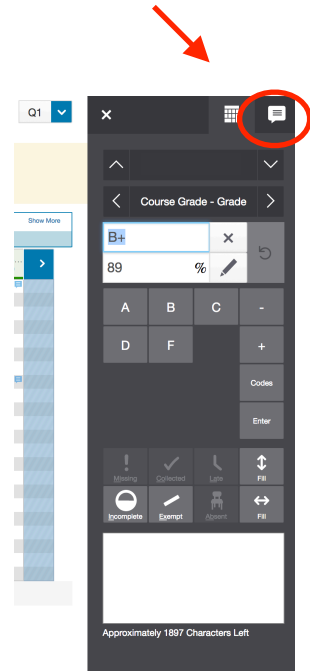 Q1
Show More
Course Grade - Grade
B+
89 %
A B C -
D F +
Codes
Enter
Missing Collected Late Fill
Incomplete Exempt Absent Fill
Approximately 1897 Characters Left